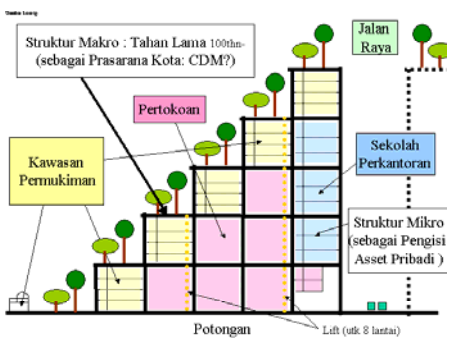 Struktur Makro : Tahan Lama 100thn-
(sebagai Prasarana Kota: CDM?)
Jalan
Raya
Pertokoan
Kawasan
Permukiman
Sekolah
Perkantoran
Struktur Mikro
(sebagai Pengisi
Asset Pribadi )
Potongan
Lift (utk 8 lantai)